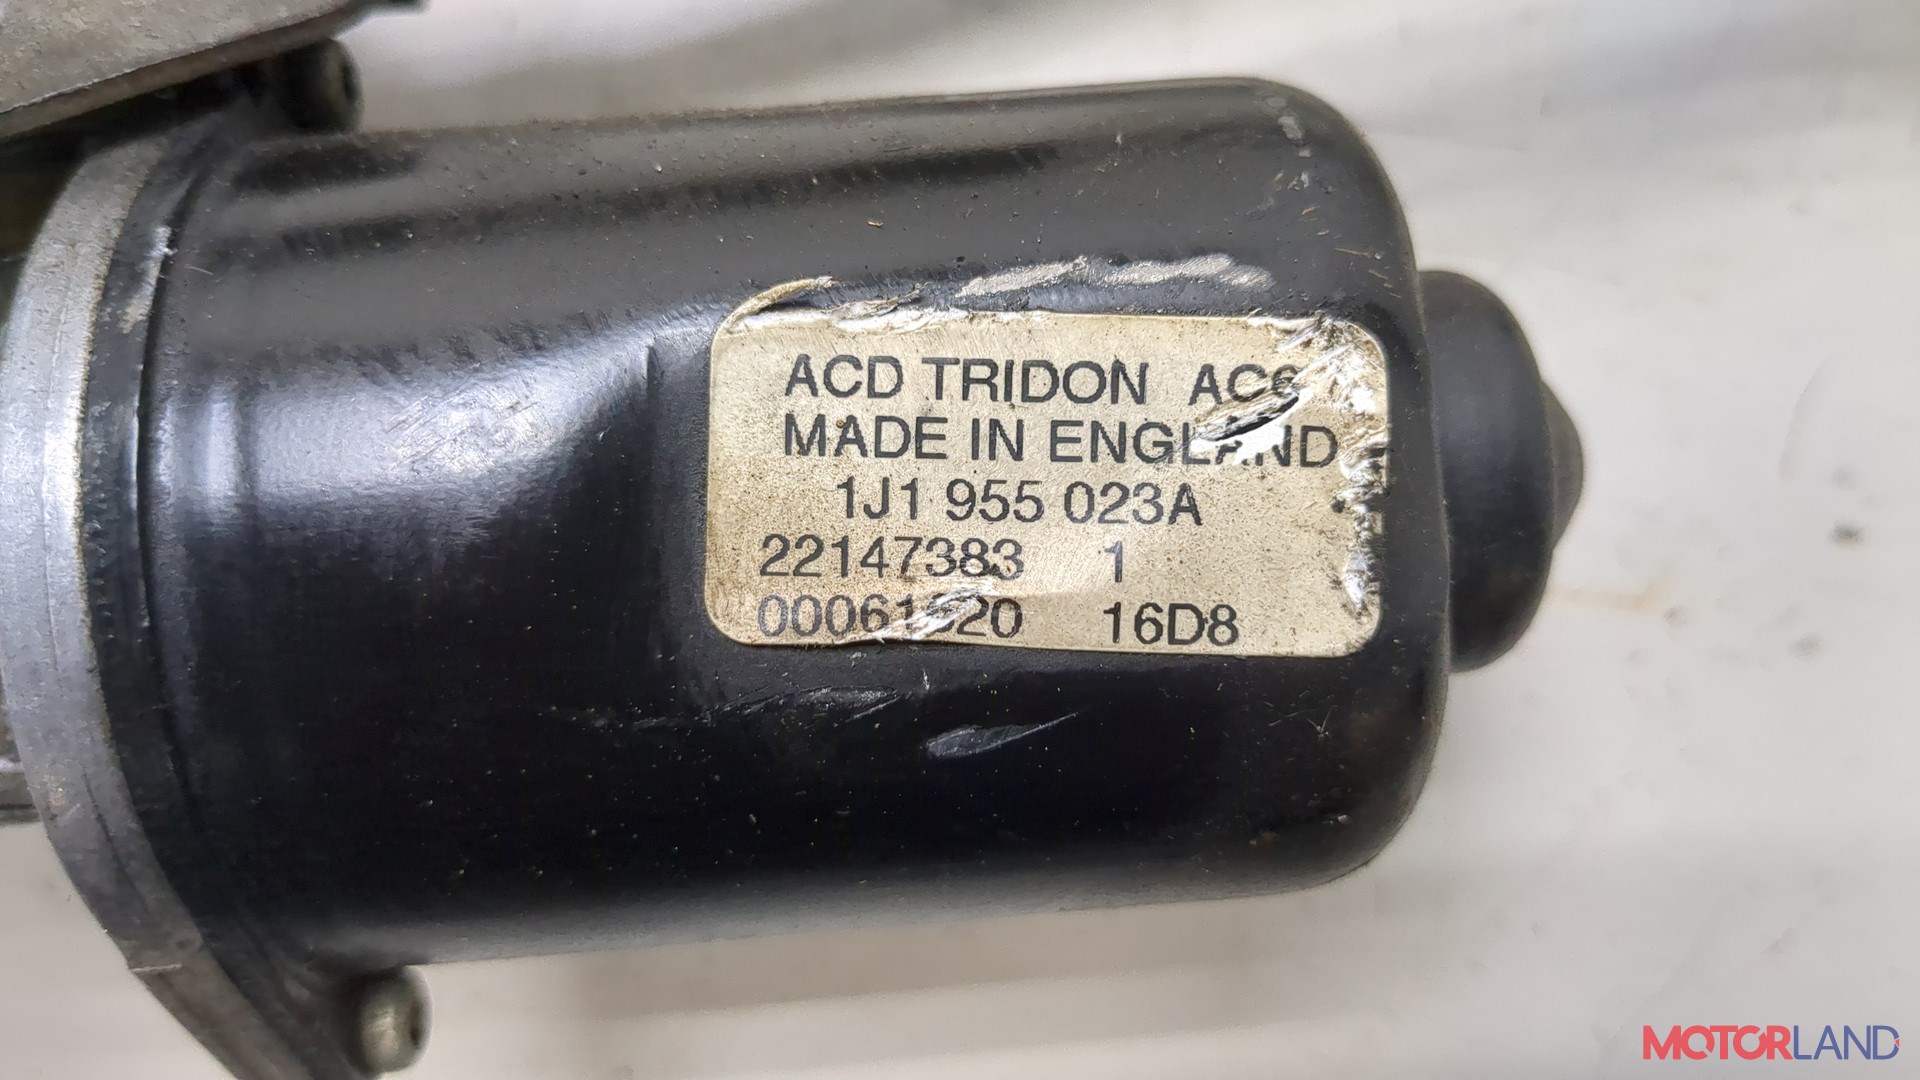 ACD TRIDON
MADE IN ENGLAND
1J1 955 023A
22147383 1
16D8
MOTORLAND